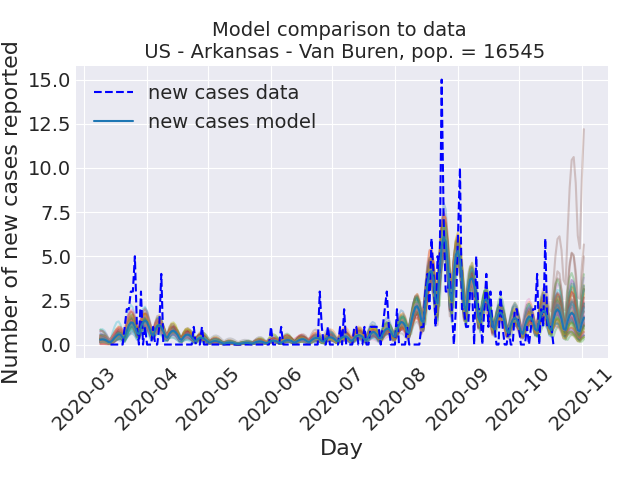 Model comparison to data
US - Arkansas - Van Buren, pop. = 16545
Number of new cases reported
15.0
12.5
10.0
7.5
5.0
2.5
0.0
new cases data
new cases model
2020-03
2020-04
2020-05
2020-06
2020-07
2020-08
2020-09
2020-10
2020-11
Day